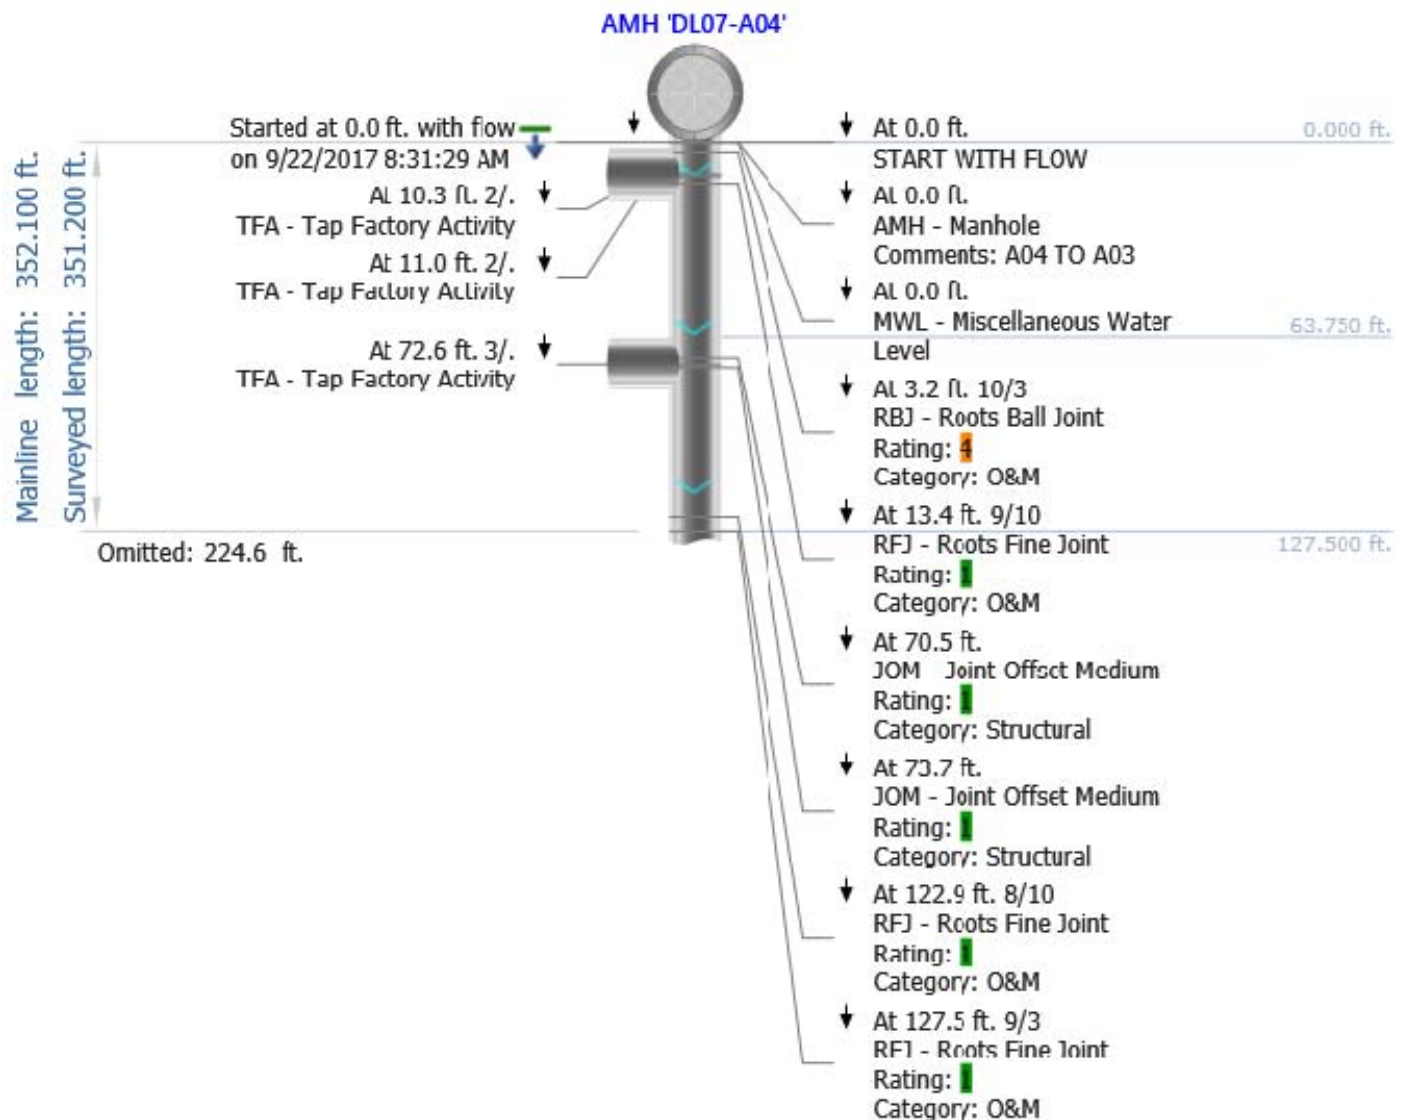 AMH 'DL07-A04'
Mainline length: 352.100 ft.
Surveyed length: 351.200 ft.
Started at 0.0 ft. with flow
on 9/22/2017 8:31:29 AM
At 10.3 ft. 2/.
TFA - Tap Factory Activity
At 11.0 ft. 2/.
TFA - Tap Factory Activity
At 72.6 ft. 3/.
TFA - Tap Factory Activity
Omitted: 224.6 ft.
At 0.0 ft.
START WITH FLOW
At 0.0 ft.
AMH - Manhole
Comments: A04 TO A03
At 0.0 ft.
MWL - Miscellaneous Water
Level
At 3.2 ft. 10/3
RBJ - Roots Ball Joint
Rating: 4
Category: O&M
At 13.4 ft. 9/10
RFJ - Roots Fine Joint
Rating: 1
Category: O&M
At 70.5 ft.
JOM - Joint Offset Medium
Rating: 1
Category: Structural
At 73.7 ft.
JOM - Joint Offset Medium
Rating: 1
Category: Structural
At 122.9 ft. 8/10
RFJ - Roots Fine Joint
Rating: 1
Category: O&M
At 127.5 ft. 9/3
RFJ - Roots Fine Joint
Rating: 1
Category: O&M
0.000 ft.
63.750 ft.
127.500 ft.